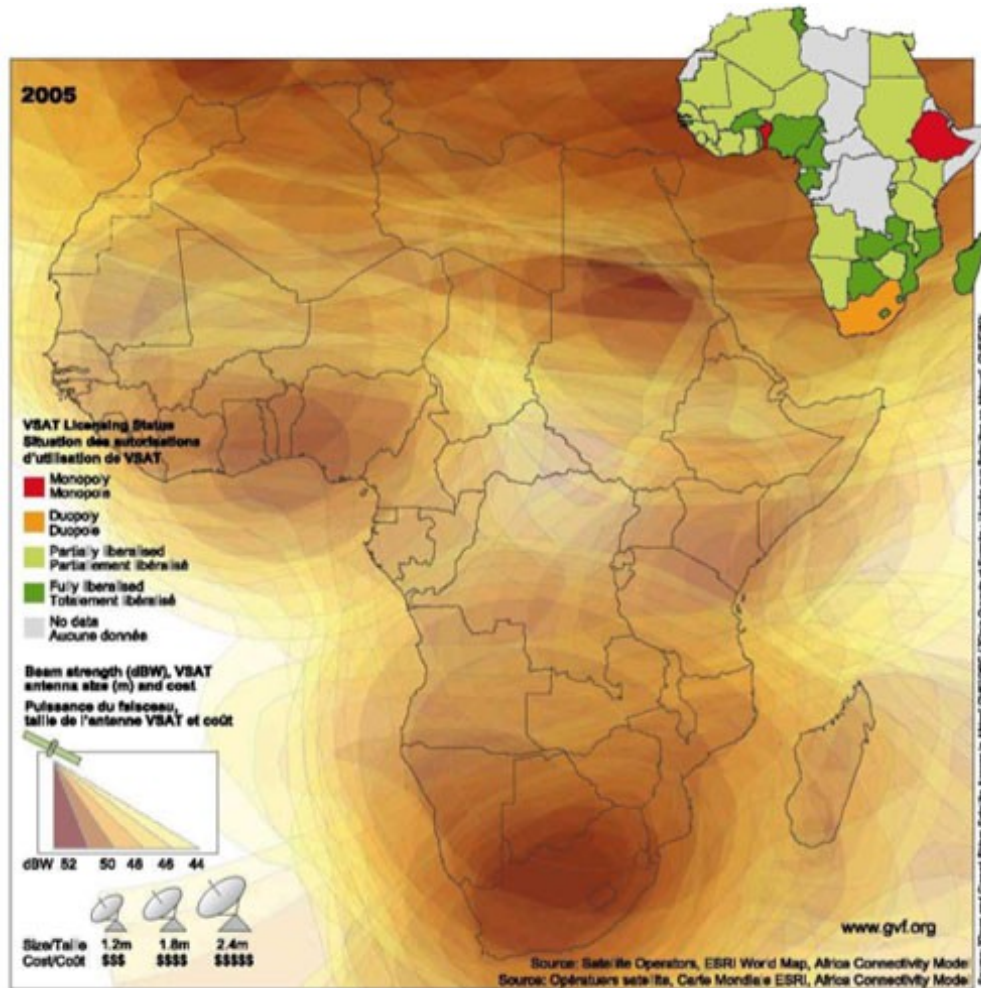 2005
VSAT Licensing Status
Situation des autorisations
d'utilisation de VSAT
Monopoly
Monopole
Duopoly
Duopole
Partially liberalised
Partialement libéralisé
Fully liberalised
Totalement libéralisé
No data
Aucune donnée
Beam strength (dBW), VSAT
antenna size (m) and cost
Puissance du faisceau,
taille de l'antenne VSAT et coût
dBW 52 50 48 46 44
Size/Taille 1.2m 1.8m 2.4m
Cost/Coût $$$ $$$$ $$$$$
www.gvf.org
Source: Satellite Operators, ESRI World Map, Africa Connectivity Model
Source: Opératuers satelite, Carte Mondiale ESRI, Africa Connectivity Model